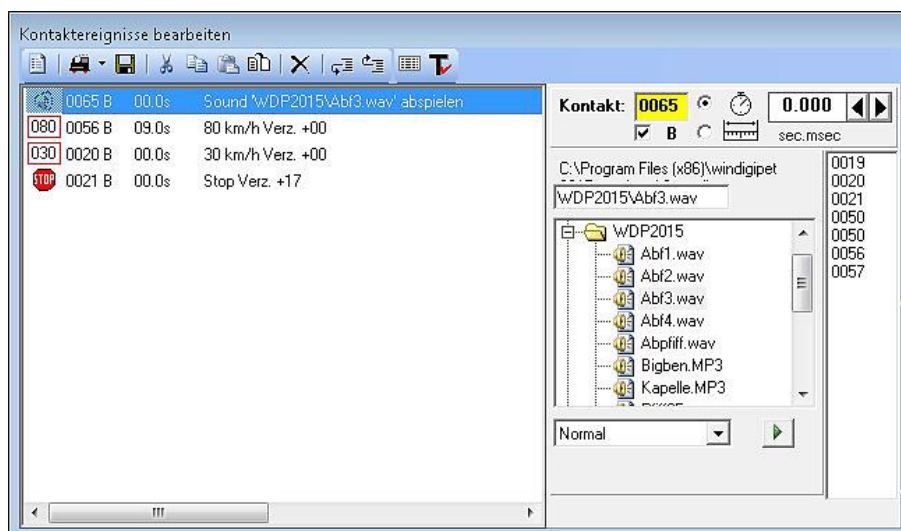 Kontaktereignisse bearbeiten
0065 B 00.0s Sound 'WDP2015\Abf3.wav' abspielen
080 0056 B 09.0s 80 km/h Verz. +00
030 0020 B 00.0s 30 km/h Verz. +00
STOP 0021 B 00.0s Stop Verz. +17
Kontakt: 0065 0.000
B sec.msec
C:\Program Files (x86)\windigipet
WDP2015\Abf3.wav
WDP2015
Abf1.wav
Abf2.wav
Abf3.wav
Abf4.wav
Abpfiff.wav
Bigben.MP3
Kapelle.MP3
Normal
0019
0020
0021
0050
0050
0056
0057